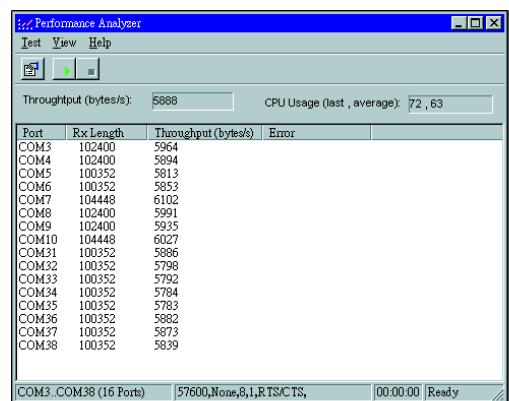 Performance Analyzer
Test View Help
Throughtput (bytes/s): 5888 CPU Usage (last , average): 72 , 63
Port Rx Length Throughput (bytes/s) Error
COM3 102400 5964
COM4 102400 5894
COM5 100352 5813
COM6 100352 5853
COM7 104448 6102
COM8 102400 5991
COM9 102400 5935
COM10 104448 6027
COM31 100352 5886
COM32 100352 5798
COM33 100352 5792
COM34 100352 5784
COM35 100352 5783
COM36 100352 5882
COM37 100352 5873
COM38 100352 5839
COM3..COM38 (16 Ports) 57600,None,8,1,RTS/CTS, 00:00:00 Ready